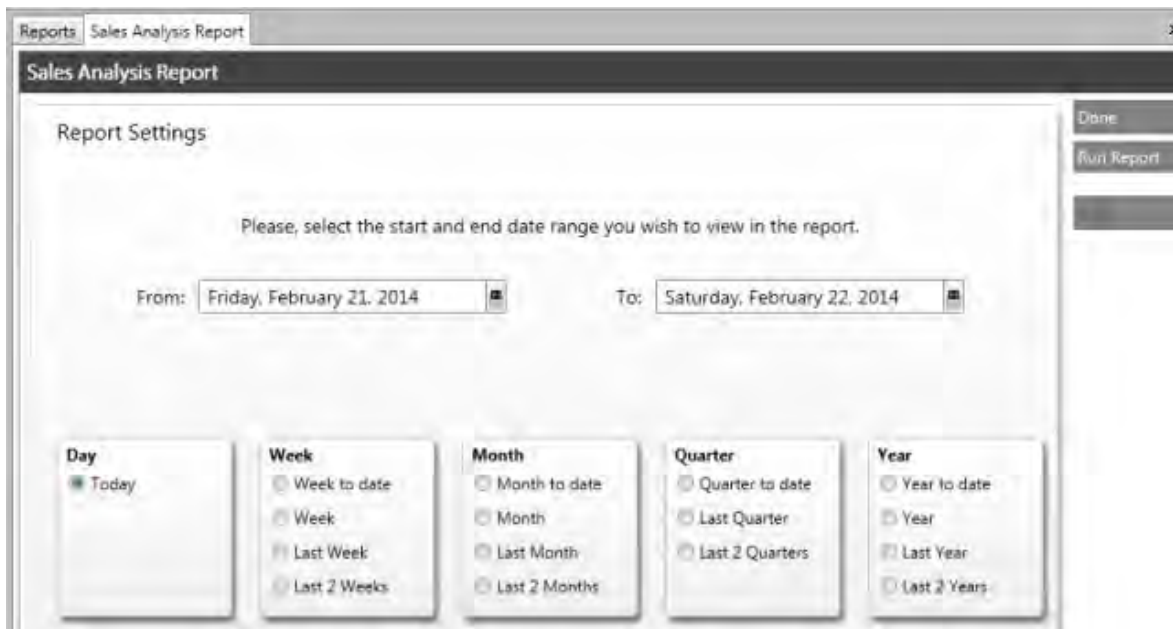 Reports Sales Analysis Report
Sales Analysis Report
Done
Report Settings
Run Report
Please, select the start and end date range you wish to view in the report.
From: Friday, February 21, 2014 To: Saturday, February 22, 2014
Day
Today
Week
Week to date
Week
Last Week
Last 2 Weeks
Month
Month to date
Month
Last Month
Last 2 Months
Quarter
Quarter to date
Last Quarter
Last 2 Quarters
Year
Year to date
Year
Last Year
Last 2 Years